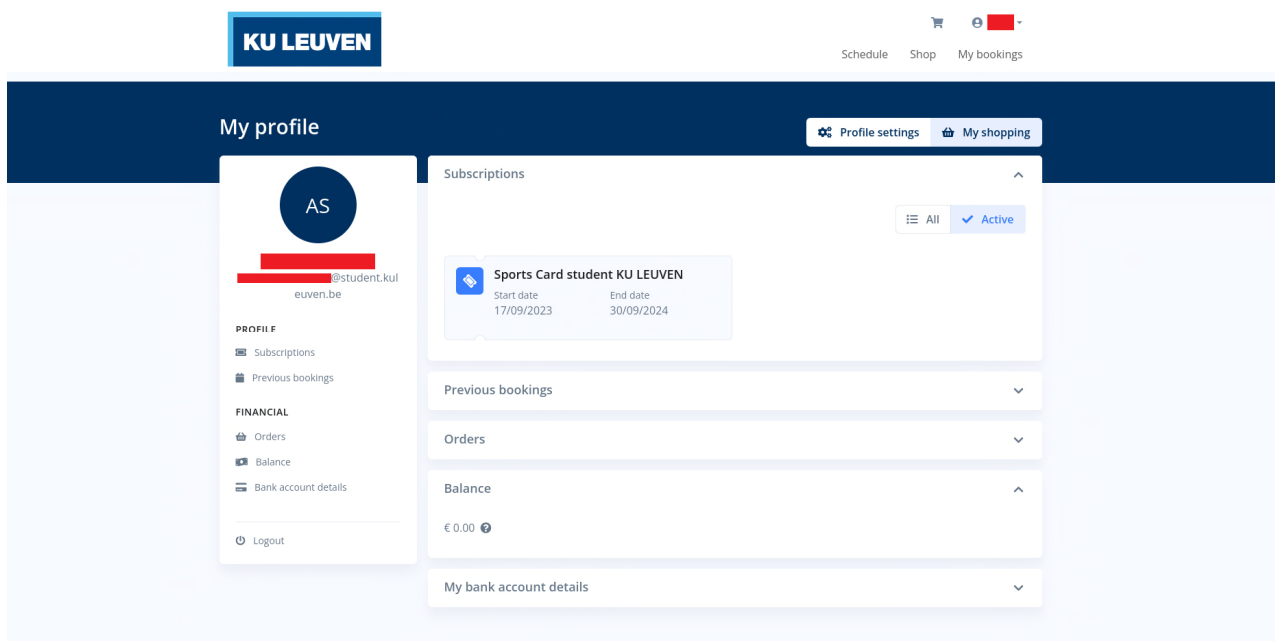 KU LEUVEN
Schedule Shop My bookings
My profile
Profile settings My shopping
AS
@student.kul
euven.be
PROFILE
Subscriptions
Previous bookings
FINANCIAL
Orders
Balance
Bank account details
Logout
Subscriptions
All Active
Sports Card student KU LEUVEN
Start date End date
17/09/2023 30/09/2024
Previous bookings
Orders
Balance
€ 0.00 ?
My bank account details